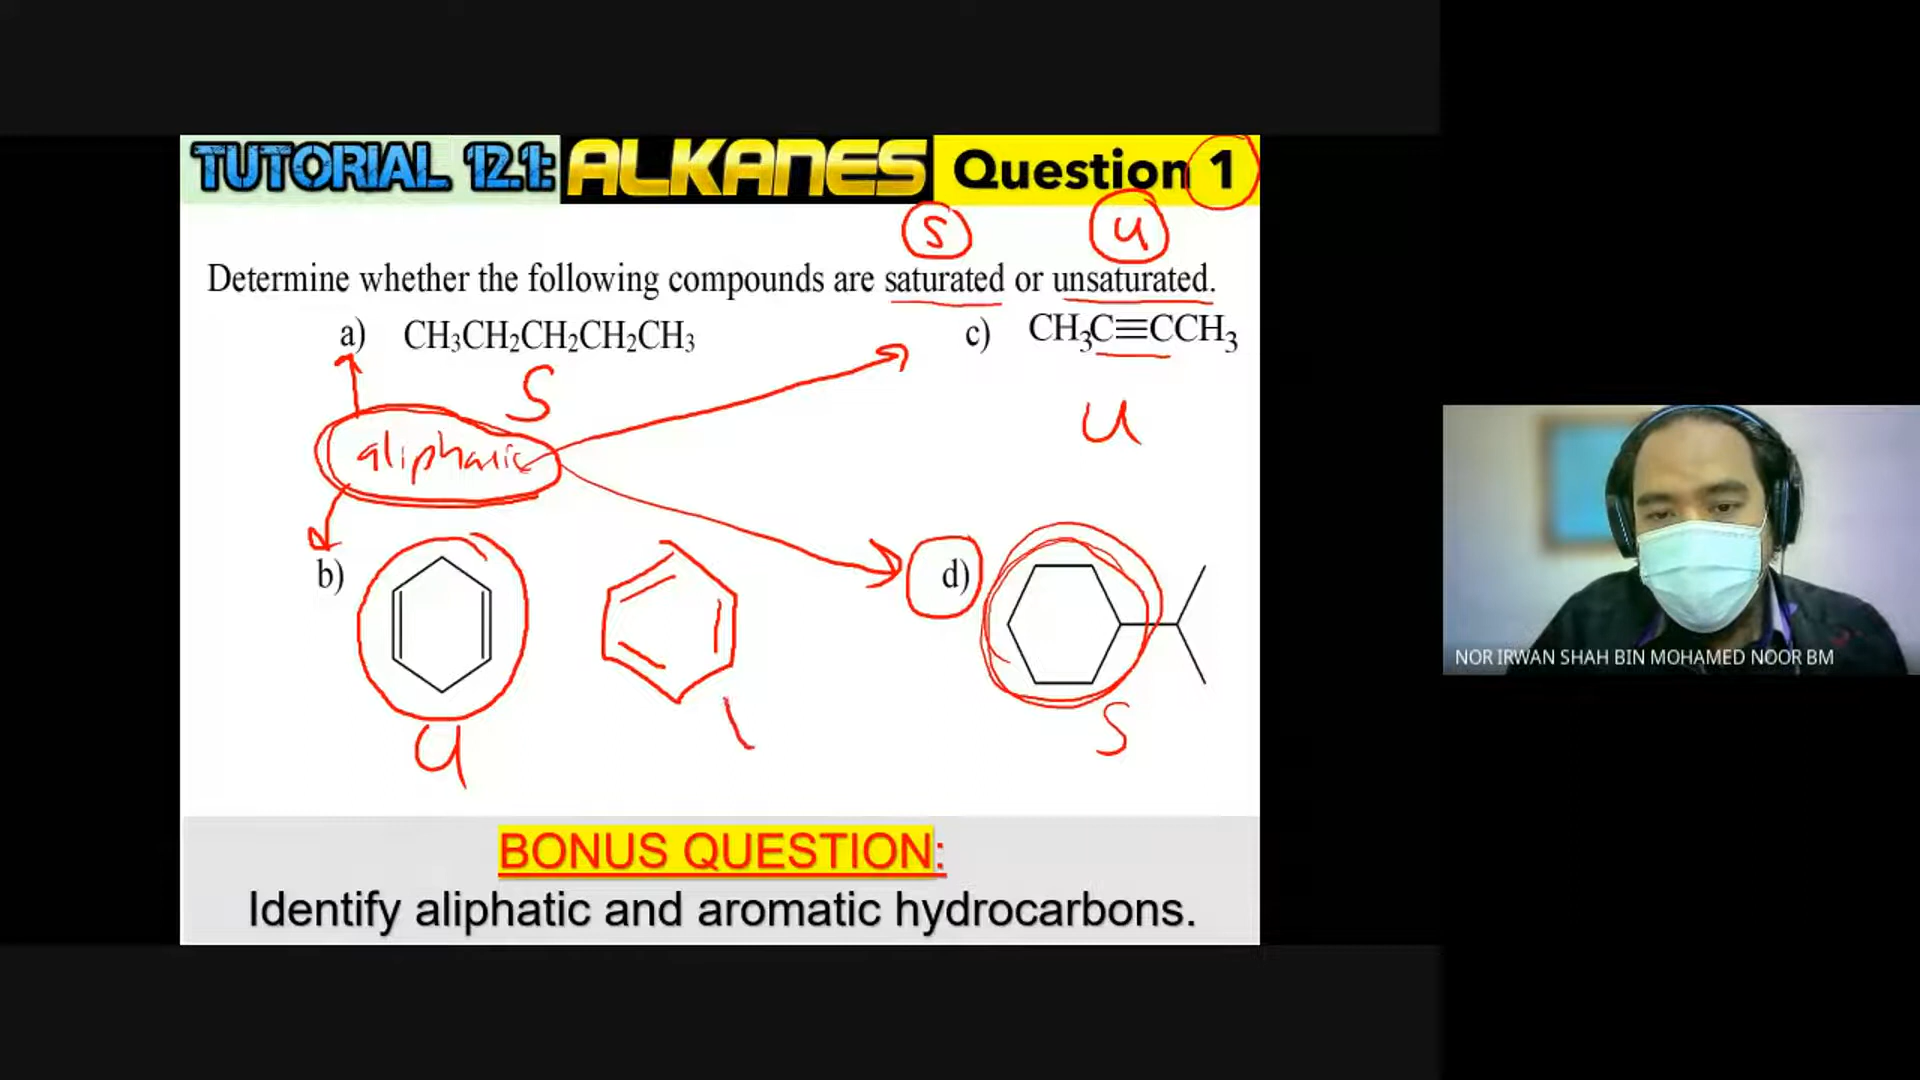 TUTORIAL 12.1: ALKANES Question 1
S U
Determine whether the following compounds are saturated or unsaturated.
a) CH₃CH₂CH₂CH₂CH₃ c) CH₃C≡CCH₃
S
U
aliphatic
b) d)
S
U
BONUS QUESTION:
Identify aliphatic and aromatic hydrocarbons.
NOR IRWAN SHAH BIN MOHAMED NOOR BM